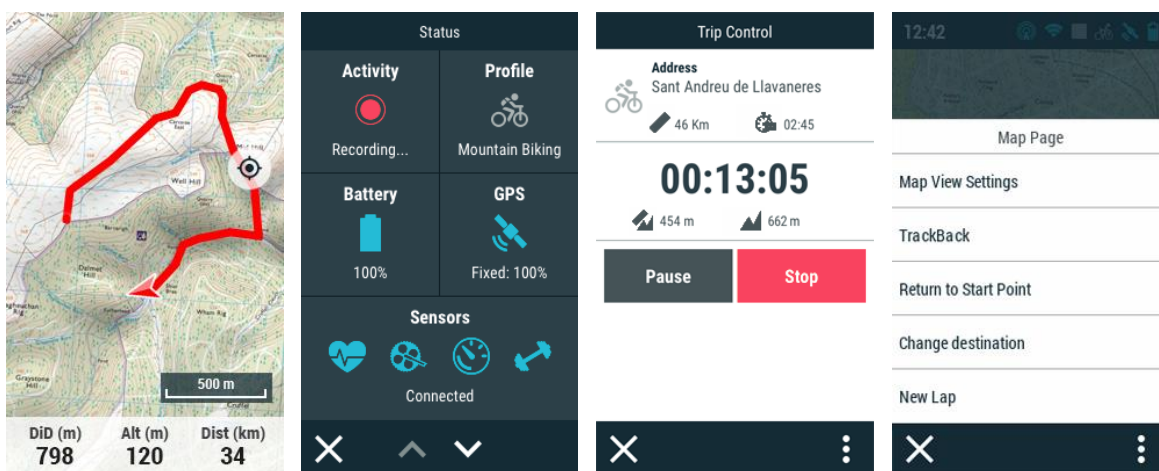 Well Hill
500 m
DiD (m) Alt (m) Dist (km)
798 120 34
Status
Activity Profile
Recording... Mountain Biking
Battery GPS
100% Fixed: 100%
Sensors
Connected
Trip Control
Address
Sant Andreu de Llavaneres
46 Km 02:45
00:13:05
454 m 662 m
Pause Stop
12:42
Map Page
Map View Settings
TrackBack
Return to Start Point
Change destination
New Lap